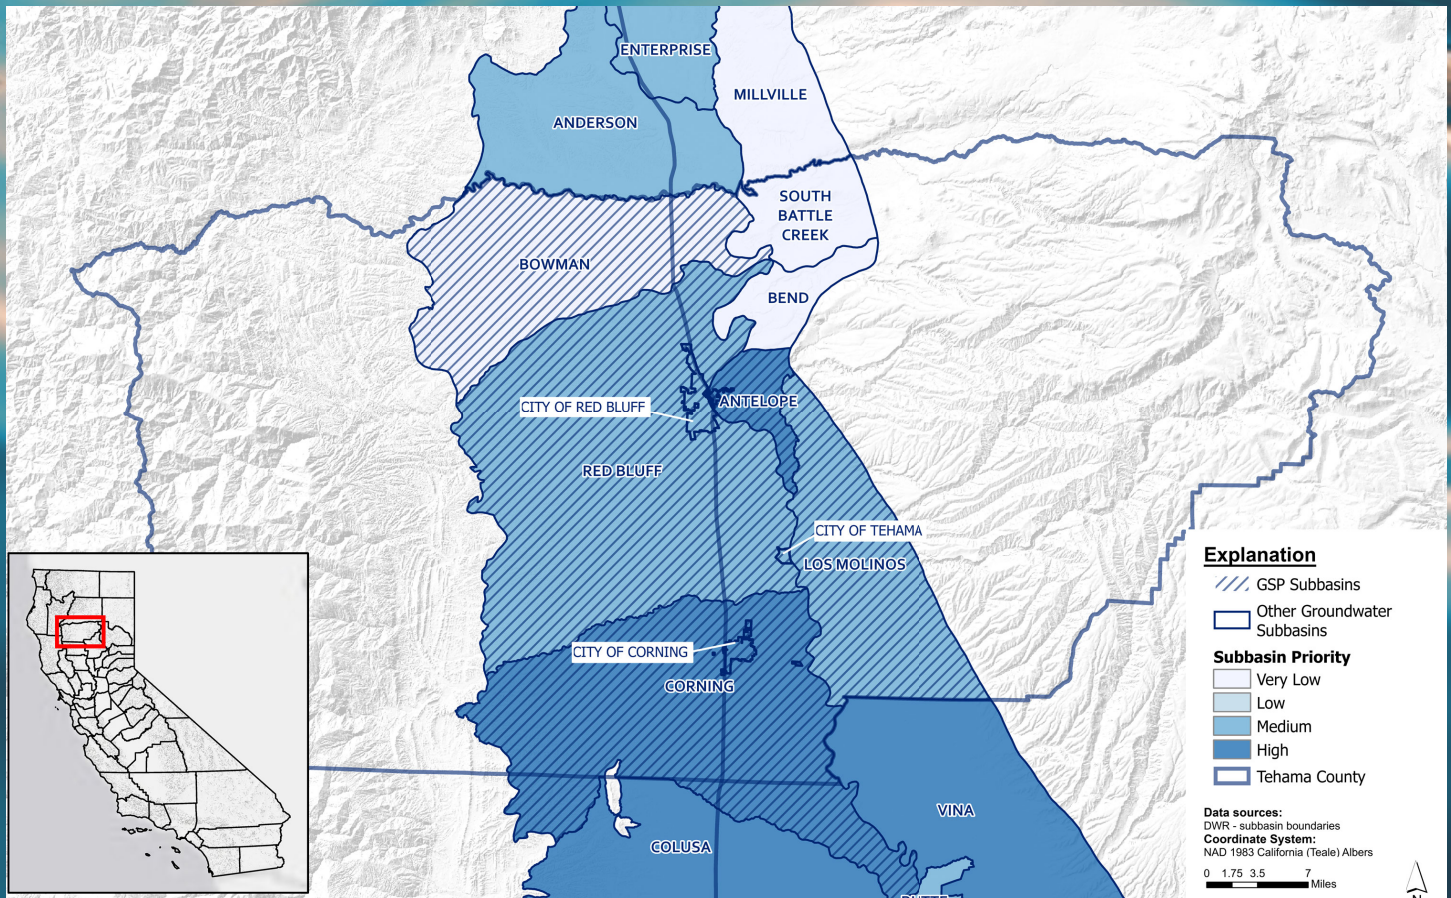 ENTERPRISE
MILLVILLE
ANDERSON
SOUTH
BATTLE
CREEK
BOWMAN
BEND
CITY OF RED BLUFF
ANTELOPE
RED BLUFF
CITY OF TEHAMA
LOS MOLINOS
CITY OF CORNING
CORNING
VINA
COLUSA
Explanation
GSP Subbasins
Other Groundwater
Subbasins
Subbasin Priority
Very Low
Low
Medium
High
Tehama County
Data sources:
DWR - subbasin boundaries
Coordinate System:
NAD 1983 California (Teale) Albers
0 1.75 3.5 7
Miles